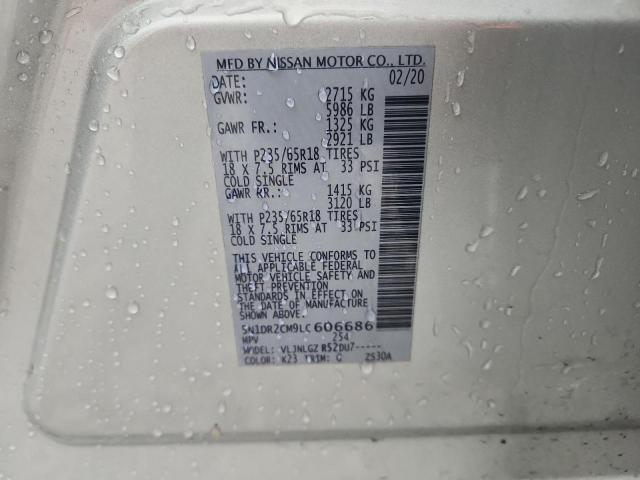 MFD BY NISSAN MOTOR CO., LTD.
DATE: 02/20
GVWR: 2715 KG
5986 LB
GAWR FR.: 1325 KG
2921 LB
WITH P235/65R18 TIRES
18 X 7.5 RIMS AT 33 PSI
COLD SINGLE
GAWR RR.: 1415 KG
3120 LB
WITH P235/65R18 TIRES
18 X 7.5 RIMS AT 33 PSI
COLD SINGLE
THIS VEHICLE CONFORMS TO
ALL APPLICABLE FEDERAL
MOTOR VEHICLE SAFETY AND
THEFT PREVENTION
STANDARDS IN EFFECT ON
THE DATE OF MANUFACTURE
SHOWN ABOVE.
5N1DR2CM9LC606686
MPV 254
MODEL: VLJNLGZ R52DU7-----
COLOR: K23 TRIM: G ZS30A